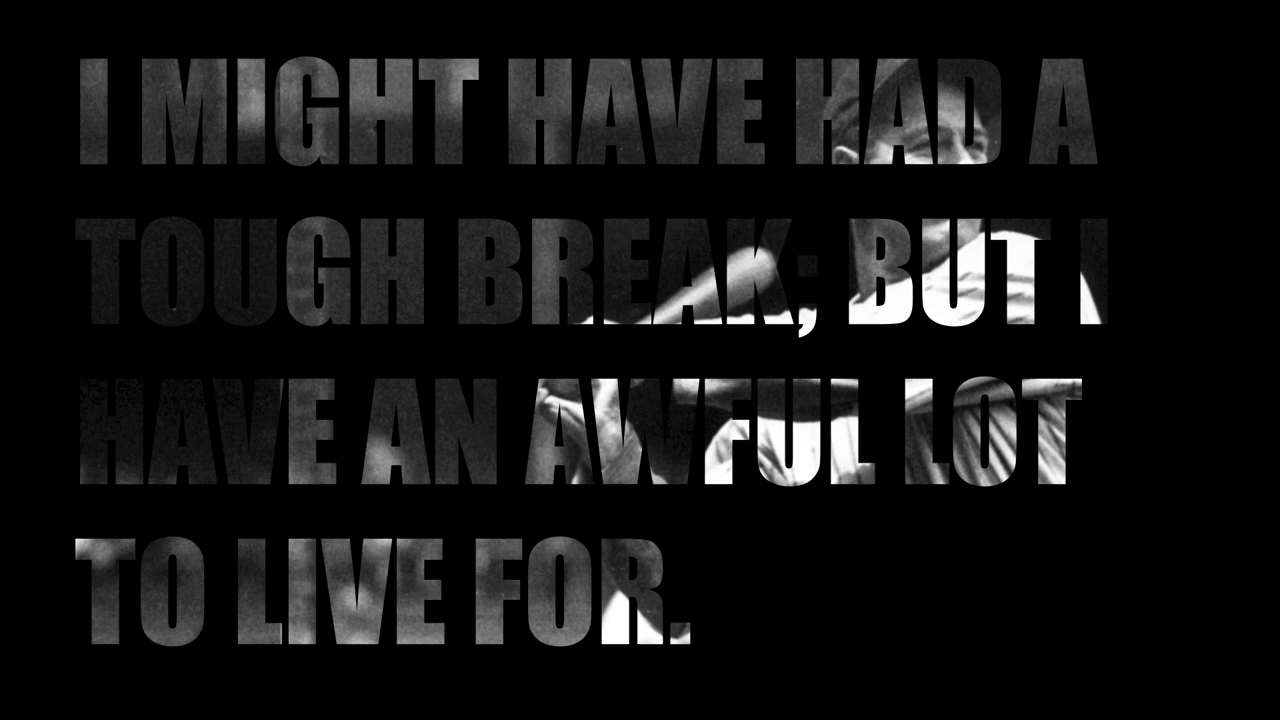 I MIGHT HAVE HAD A
TOUGH BREAK; BUT I
HAVE AN AWFUL LOT
TO LIVE FOR.